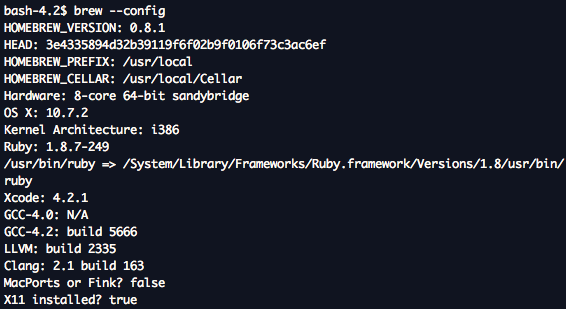 bash-4.2$ brew --config
HOMEBREW_VERSION: 0.8.1
HEAD: 3e4335894d32b39119f6f02b9f0106f73c3ac6ef
HOMEBREW_PREFIX: /usr/local
HOMEBREW_CELLAR: /usr/local/Cellar
Hardware: 8-core 64-bit sandybridge
OS X: 10.7.2
Kernel Architecture: i386
Ruby: 1.8.7-249
/usr/bin/ruby => /System/Library/Frameworks/Ruby.framework/Versions/1.8/usr/bin/
ruby
Xcode: 4.2.1
GCC-4.0: N/A
GCC-4.2: build 5666
LLVM: build 2335
Clang: 2.1 build 163
MacPorts or Fink? false
X11 installed? true